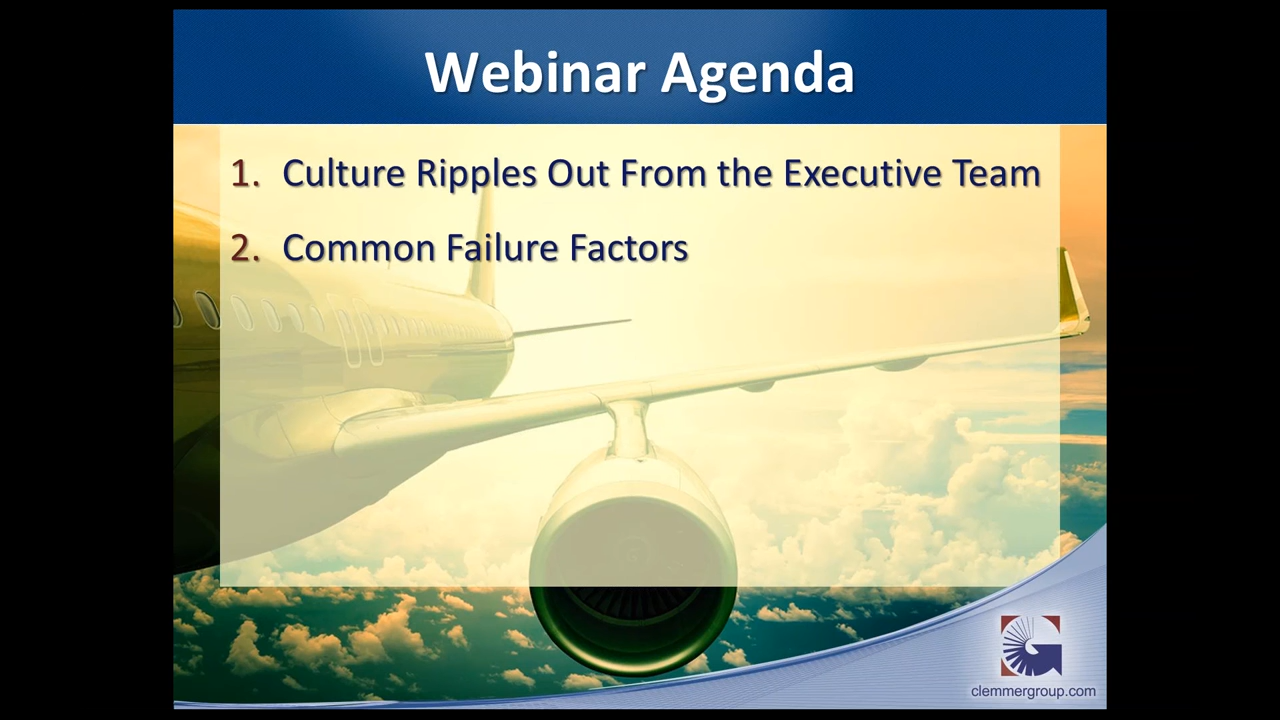 Webinar Agenda
1. Culture Ripples Out From the Executive Team
2. Common Failure Factors
clemmergroup.com